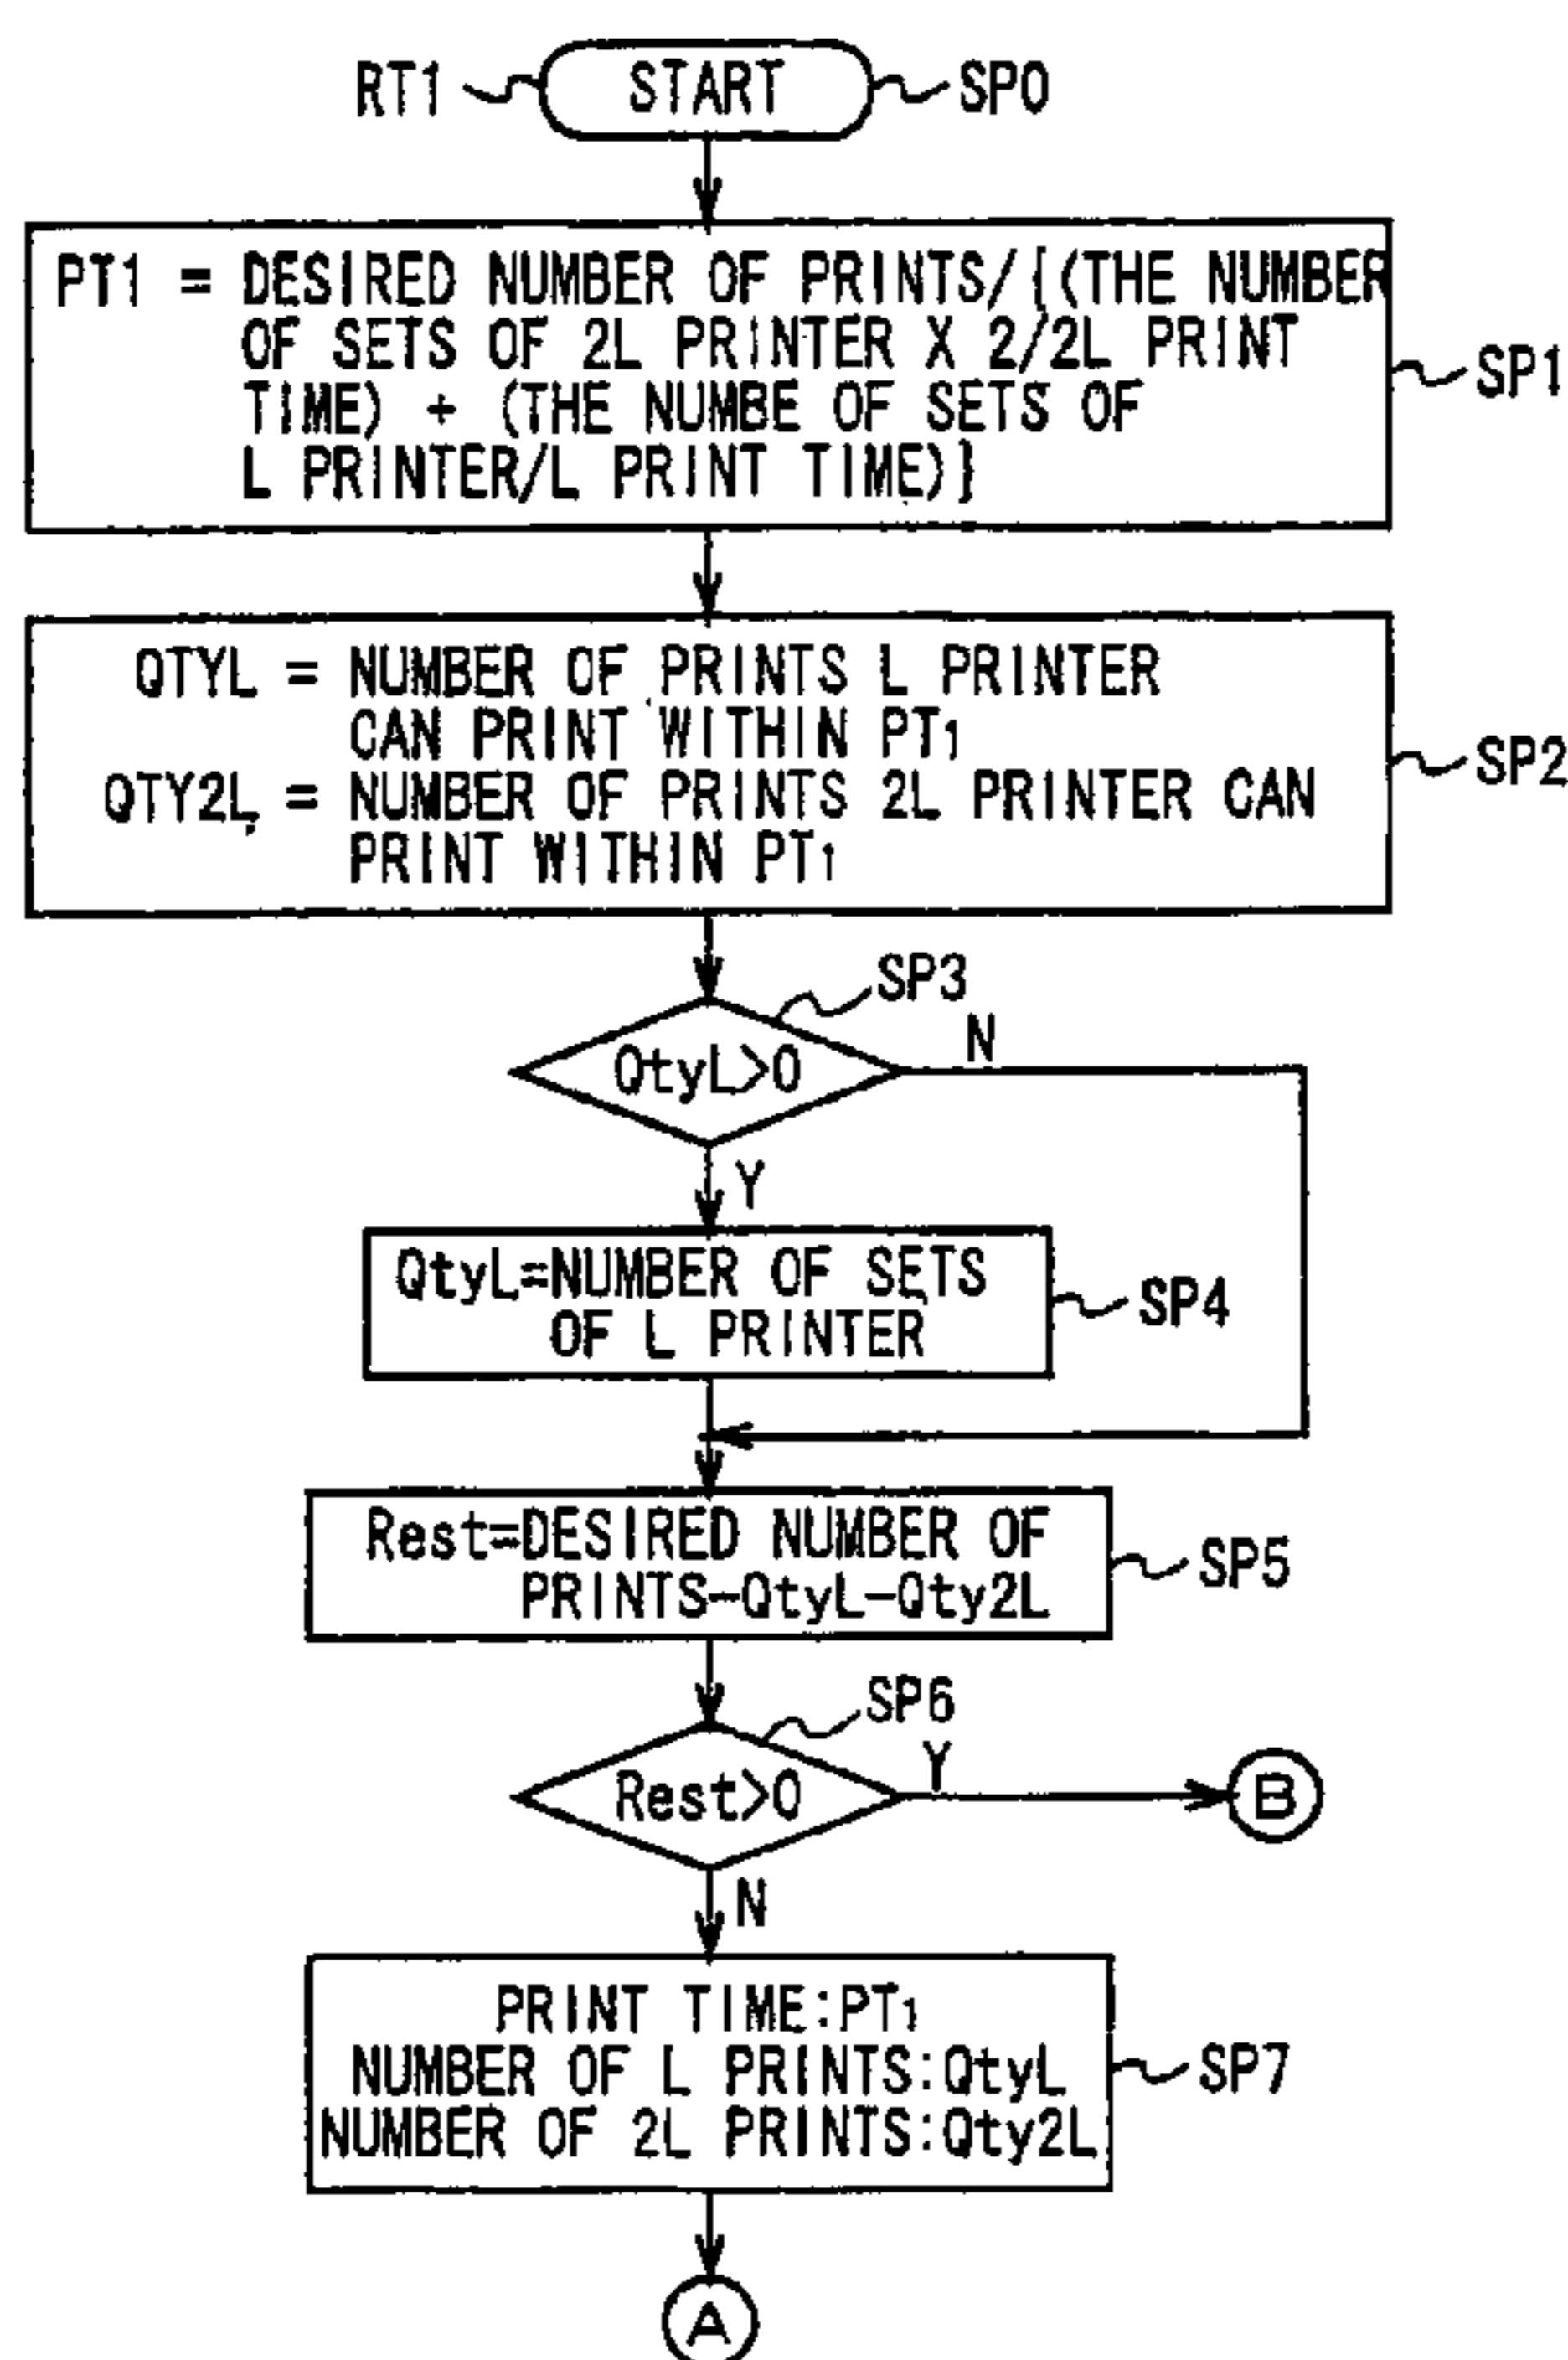 RT1 START SP0
PT1 = DESIRED NUMBER OF PRINTS/{(THE NUMBER
OF SETS OF 2L PRINTER X 2/2L PRINT
TIME) + (THE NUMBE OF SETS OF
L PRINTER/L PRINT TIME)}
SP1
QTYL = NUMBER OF PRINTS L PRINTER
CAN PRINT WITHIN PT1
QTY2L = NUMBER OF PRINTS 2L PRINTER CAN
PRINT WITHIN PT1
SP2
SP3
QtyL>0
N
Y
QtyL=NUMBER OF SETS
OF L PRINTER
SP4
Rest=DESIRED NUMBER OF
PRINTS-QtyL-Qty2L
SP5
SP6
Rest>0
Y
B
N
PRINT TIME:PT1
NUMBER OF L PRINTS:QtyL
NUMBER OF 2L PRINTS:Qty2L
SP7
A